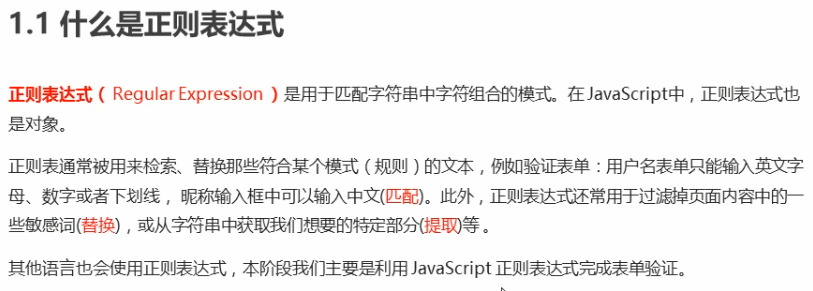 1.1 什么是正则表达式
正则表达式（ Regular Expression ）是用于匹配字符串中字符组合的模式。在 JavaScript中，正则表达式也
是对象。
正则表通常被用来检索、替换那些符合某个模式（规则）的文本，例如验证表单：用户名表单只能输入英文字
母、数字或者下划线， 昵称输入框中可以输入中文(匹配)。此外，正则表达式还常用于过滤掉页面内容中的一
些敏感词(替换)，或从字符串中获取我们想要的特定部分(提取)等 。
其他语言也会使用正则表达式，本阶段我们主要是利用 JavaScript 正则表达式完成表单验证。